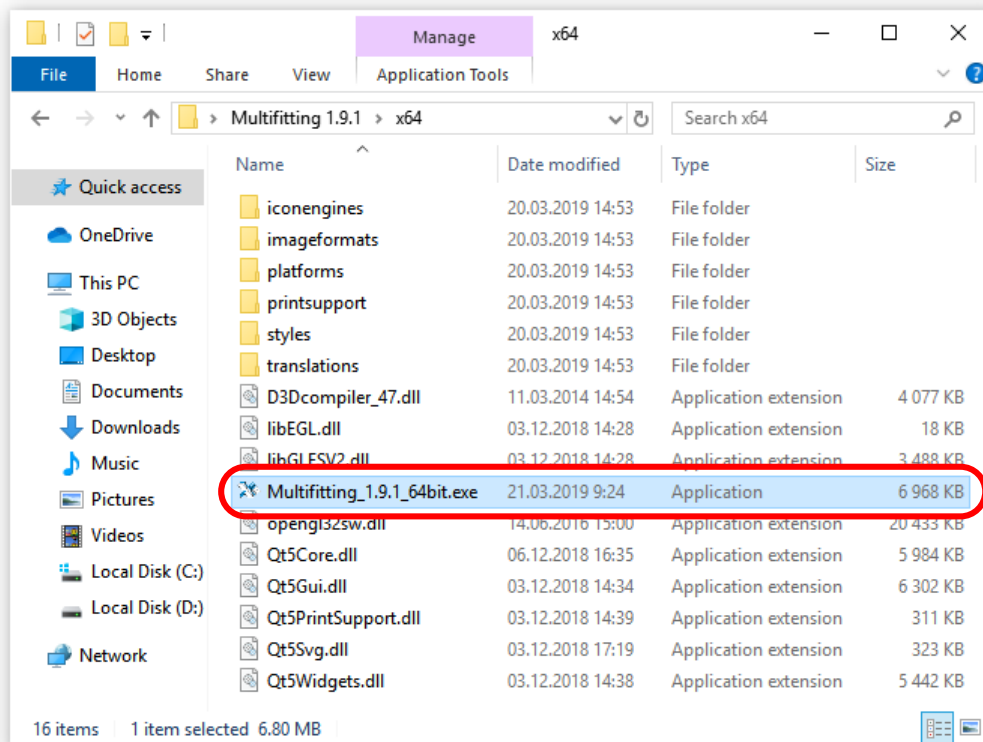 Manage x64
File Home Share View Application Tools
Multifitting 1.9.1 > x64 Search x64
Name Date modified Type Size
Quick access
OneDrive
This PC
3D Objects
Desktop
Documents
Downloads
Music
Pictures
Videos
Local Disk (C:)
Local Disk (D:)
Network
iconengines 20.03.2019 14:53 File folder
imageformats 20.03.2019 14:53 File folder
platforms 20.03.2019 14:53 File folder
printsupport 20.03.2019 14:53 File folder
styles 20.03.2019 14:53 File folder
translations 20.03.2019 14:53 File folder
D3Dcompiler_47.dll 11.03.2014 14:54 Application extension 4 077 KB
libEGL.dll 03.12.2018 14:28 Application extension 18 KB
libGLESV2.dll 03.12.2018 14:28 Application extension 3 488 KB
Multifitting_1.9.1_64bit.exe 21.03.2019 9:24 Application 6 968 KB
opengl32sw.dll 14.06.2016 15:00 Application extension 20 433 KB
Qt5Core.dll 06.12.2018 16:35 Application extension 5 984 KB
Qt5Gui.dll 03.12.2018 14:34 Application extension 6 302 KB
Qt5PrintSupport.dll 03.12.2018 14:39 Application extension 311 KB
Qt5Svg.dll 03.12.2018 17:19 Application extension 323 KB
Qt5Widgets.dll 03.12.2018 14:38 Application extension 5 442 KB
16 items 1 item selected 6.80 MB